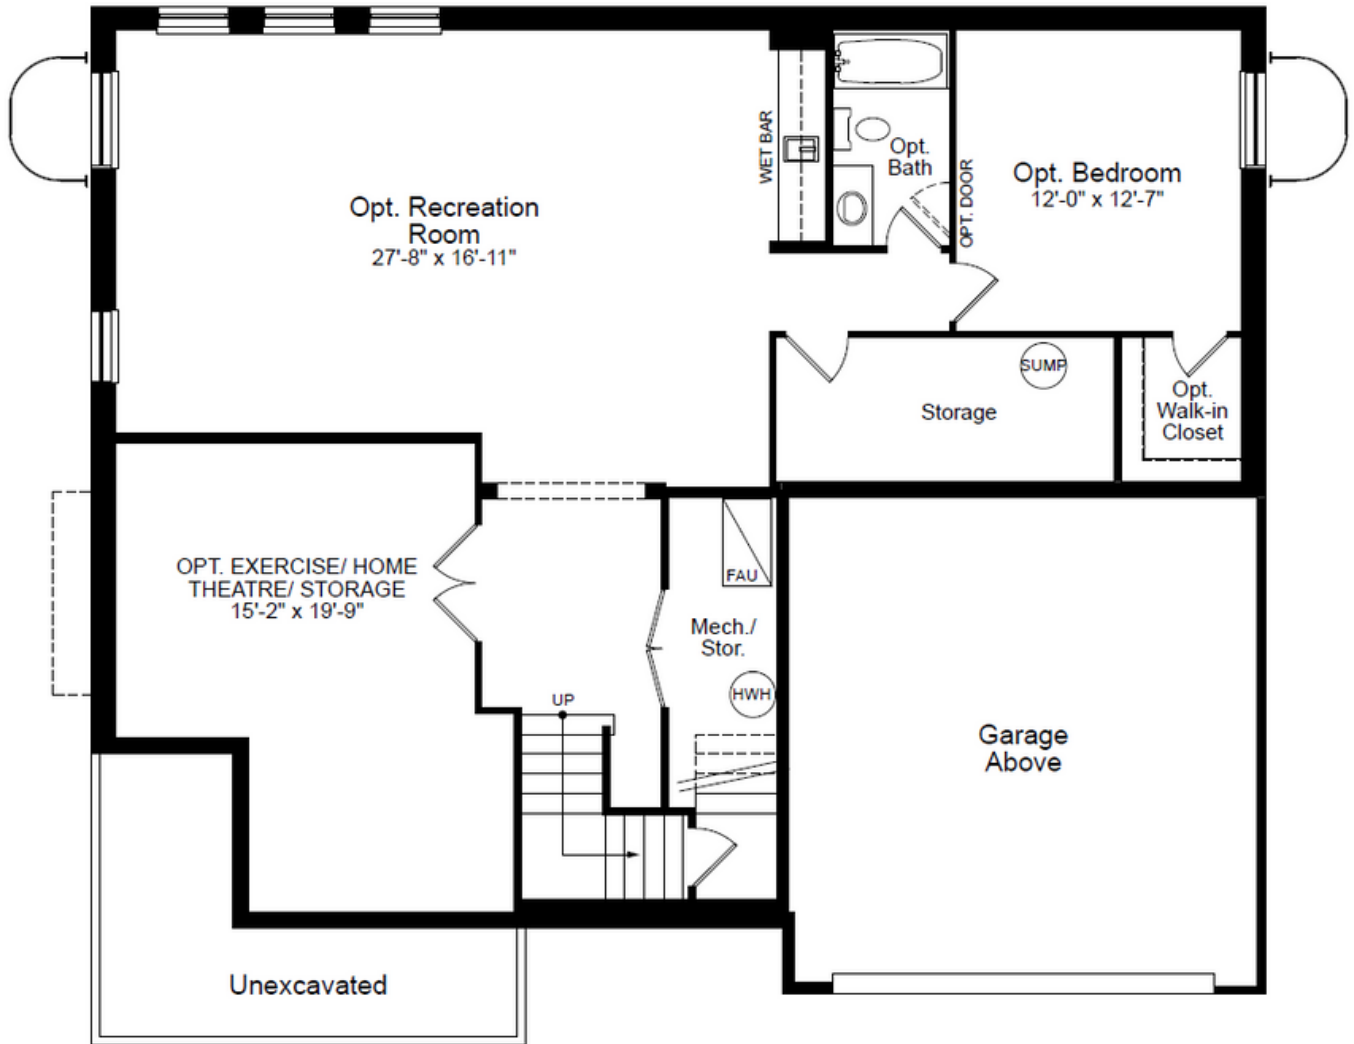 WET BAR
Opt.
Bath
OPT. DOOR
Opt. Bedroom
12'-0" x 12'-7"
Opt. Recreation
Room
27'-8" x 16'-11"
SUMP
Storage
Opt.
Walk-in
Closet
OPT. EXERCISE/ HOME
THEATRE/ STORAGE
15'-2" x 19'-9"
FAU
Mech./
Stor.
HWH
UP
Garage
Above
Unexcavated